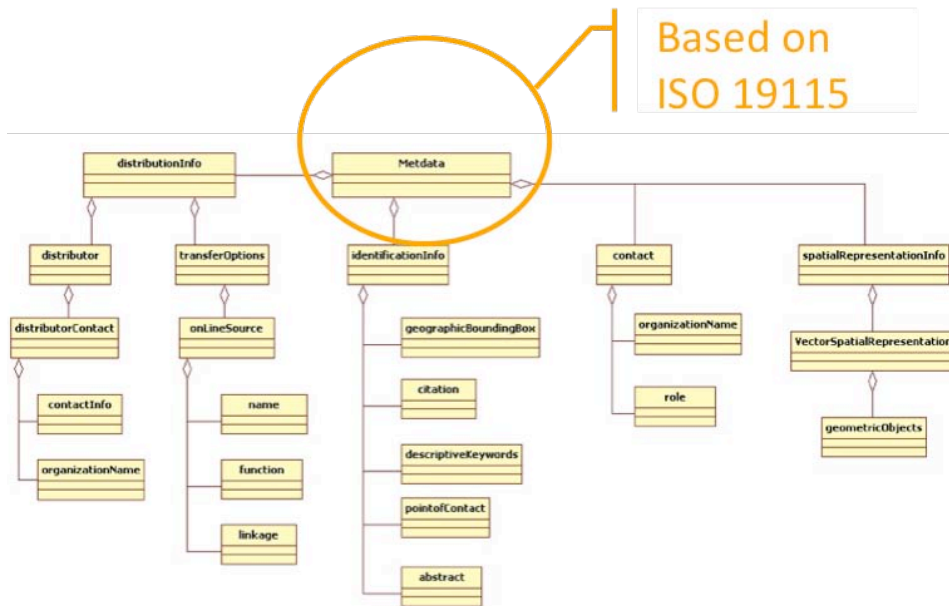 Based on
ISO 19115
distributionInfo
Metdata
distributor
transferOptions
identificationInfo
contact
spatialRepresentationInfo
distributorContact
onLineSource
geographicBoundingBox
organizationName
VectorSpatialRepresentation
contactInfo
name
citation
role
geometricObjects
organizationName
function
descriptiveKeywords
pointofContact
linkage
abstract